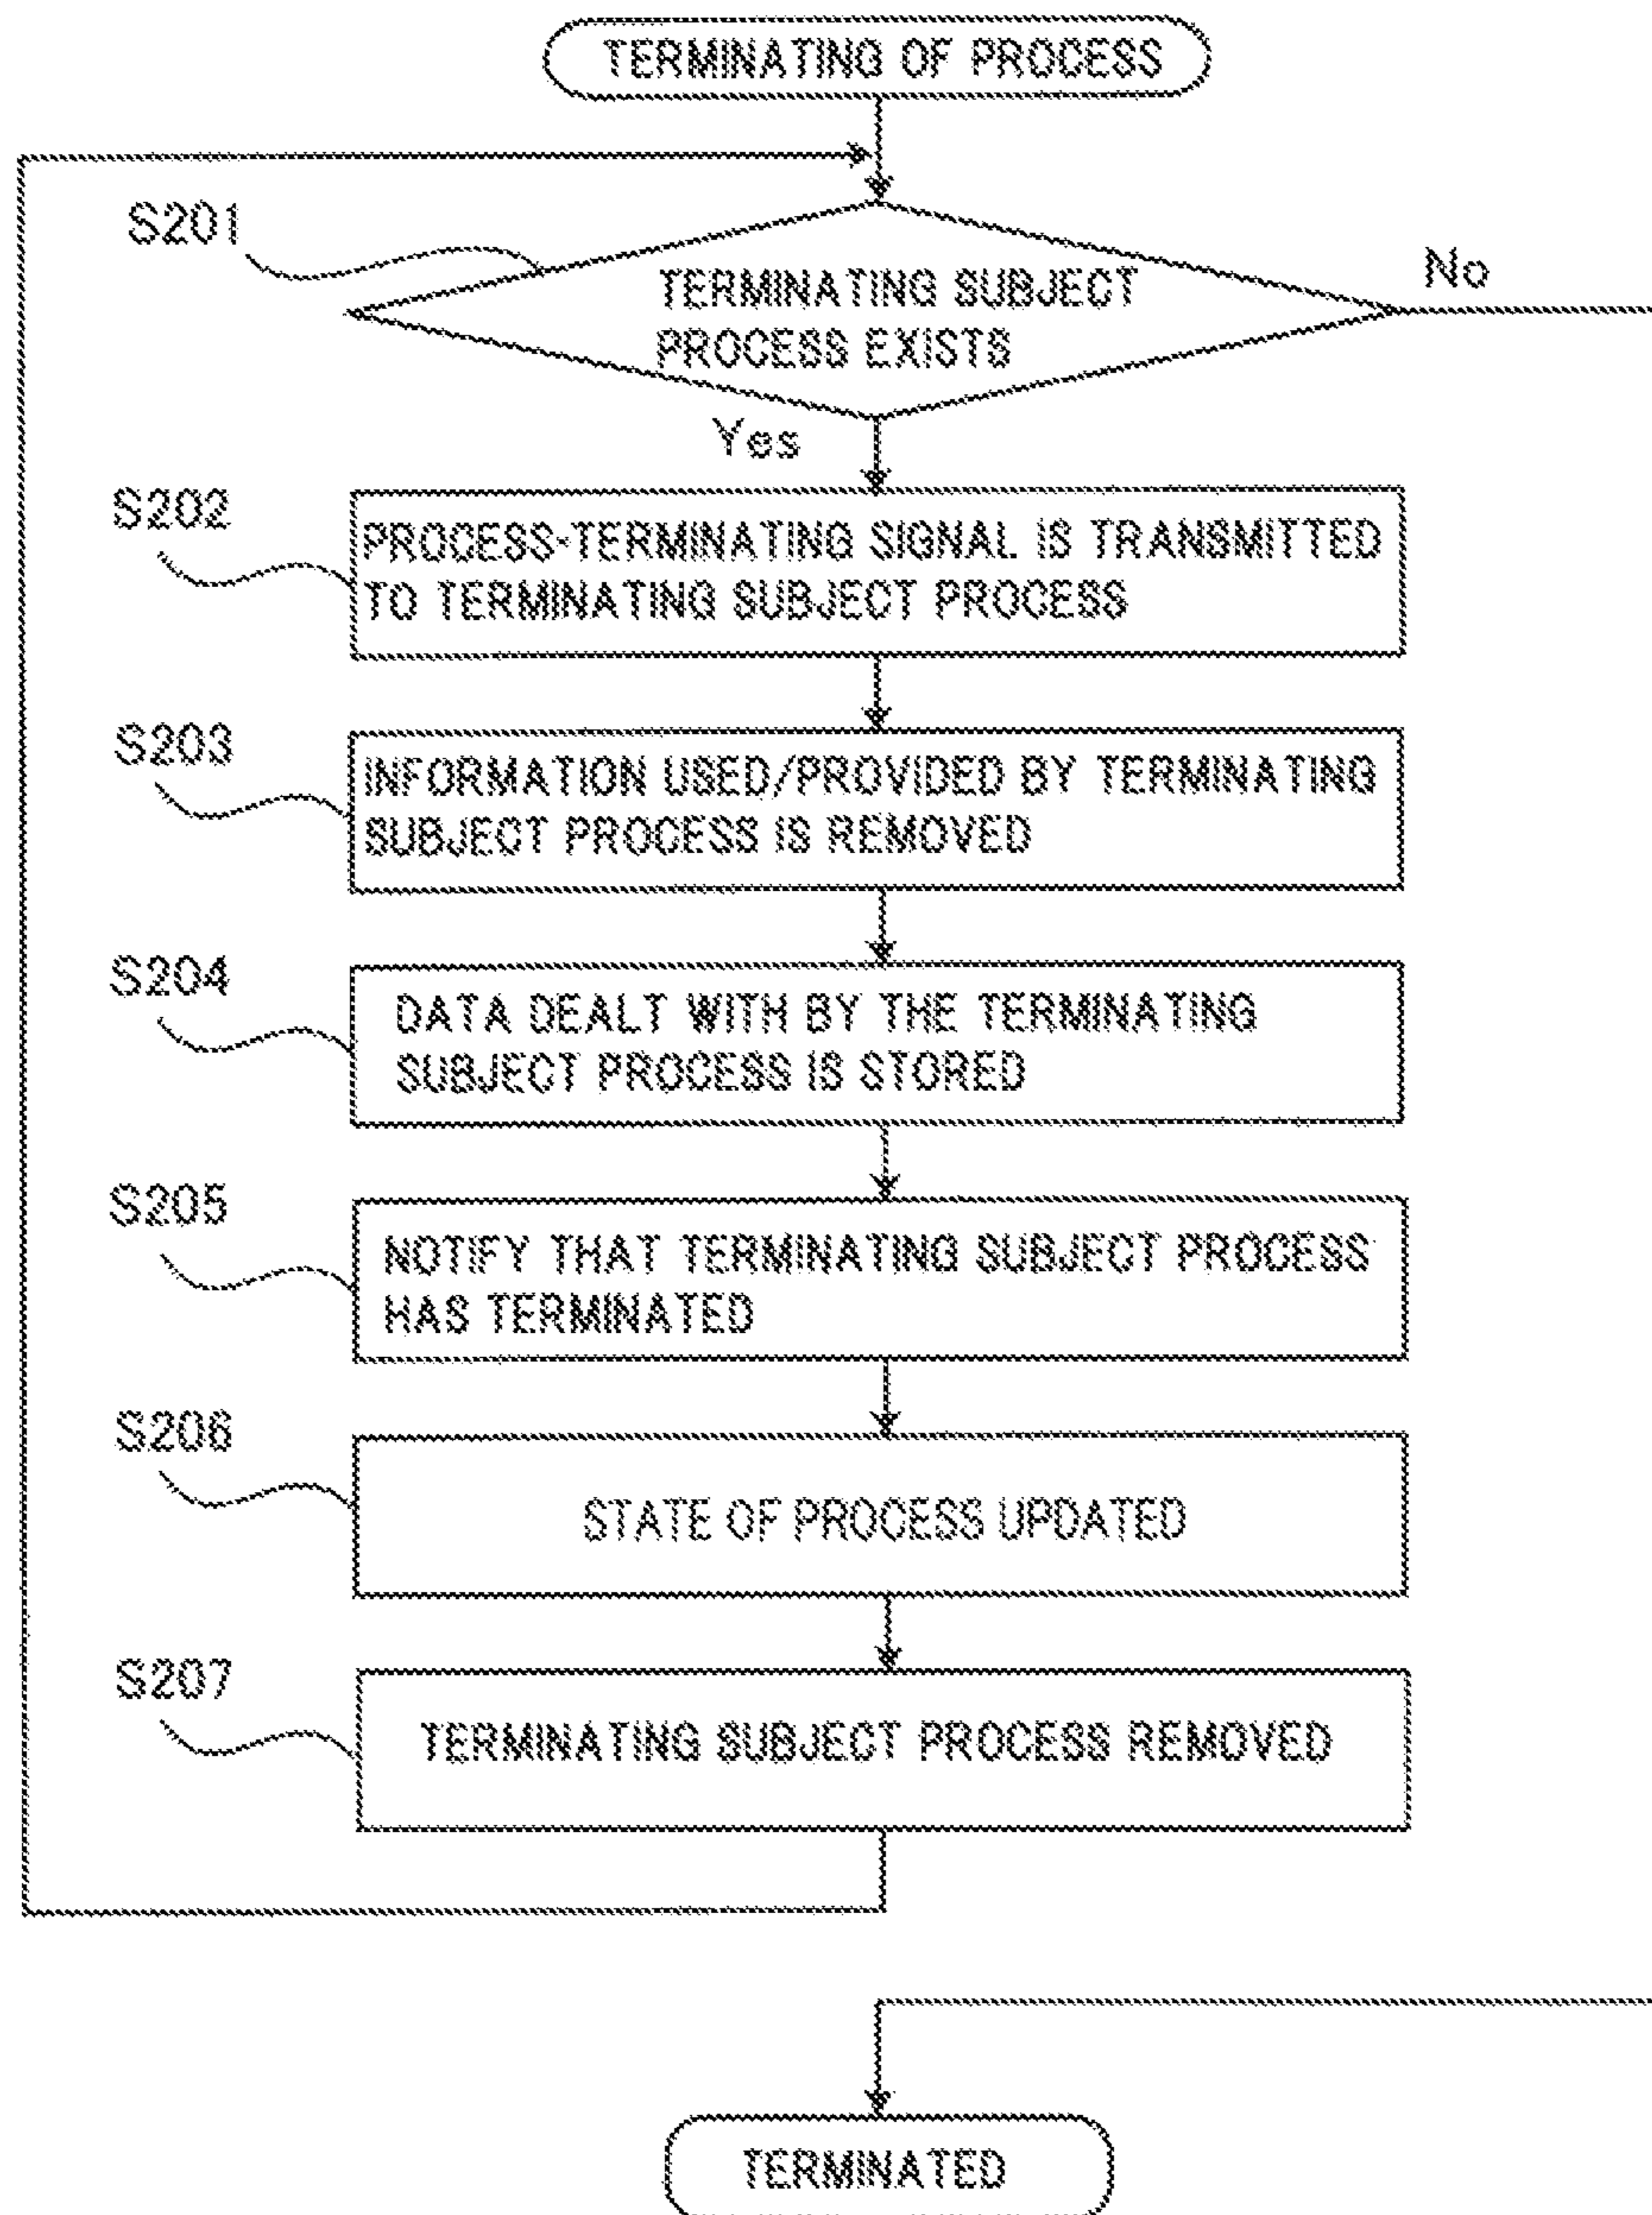 TERMINATING OF PROCESS
S201
TERMINATING SUBJECT
PROCESS EXISTS
No
Yes
S202
PROCESS-TERMINATING SIGNAL IS TRANSMITTED
TO TERMINATING SUBJECT PROCESS
S203
INFORMATION USED/PROVIDED BY TERMINATING
SUBJECT PROCESS IS REMOVED
S204
DATA DEALT WITH BY THE TERMINATING
SUBJECT PROCESS IS STORED
S205
NOTIFY THAT TERMINATING SUBJECT PROCESS
HAS TERMINATED
S206
STATE OF PROCESS UPDATED
S207
TERMINATING SUBJECT PROCESS REMOVED
TERMINATED